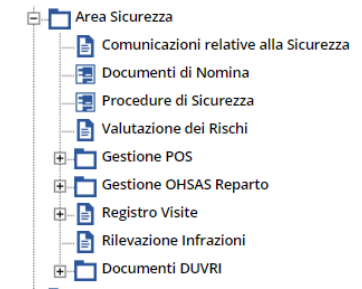 Area Sicurezza
Comunicazioni relative alla Sicurezza
Documenti di Nomina
Procedure di Sicurezza
Valutazione dei Rischi
Gestione POS
Gestione OHSAS Reparto
Registro Visite
Rilevazione Infrazioni
Documenti DUVRI